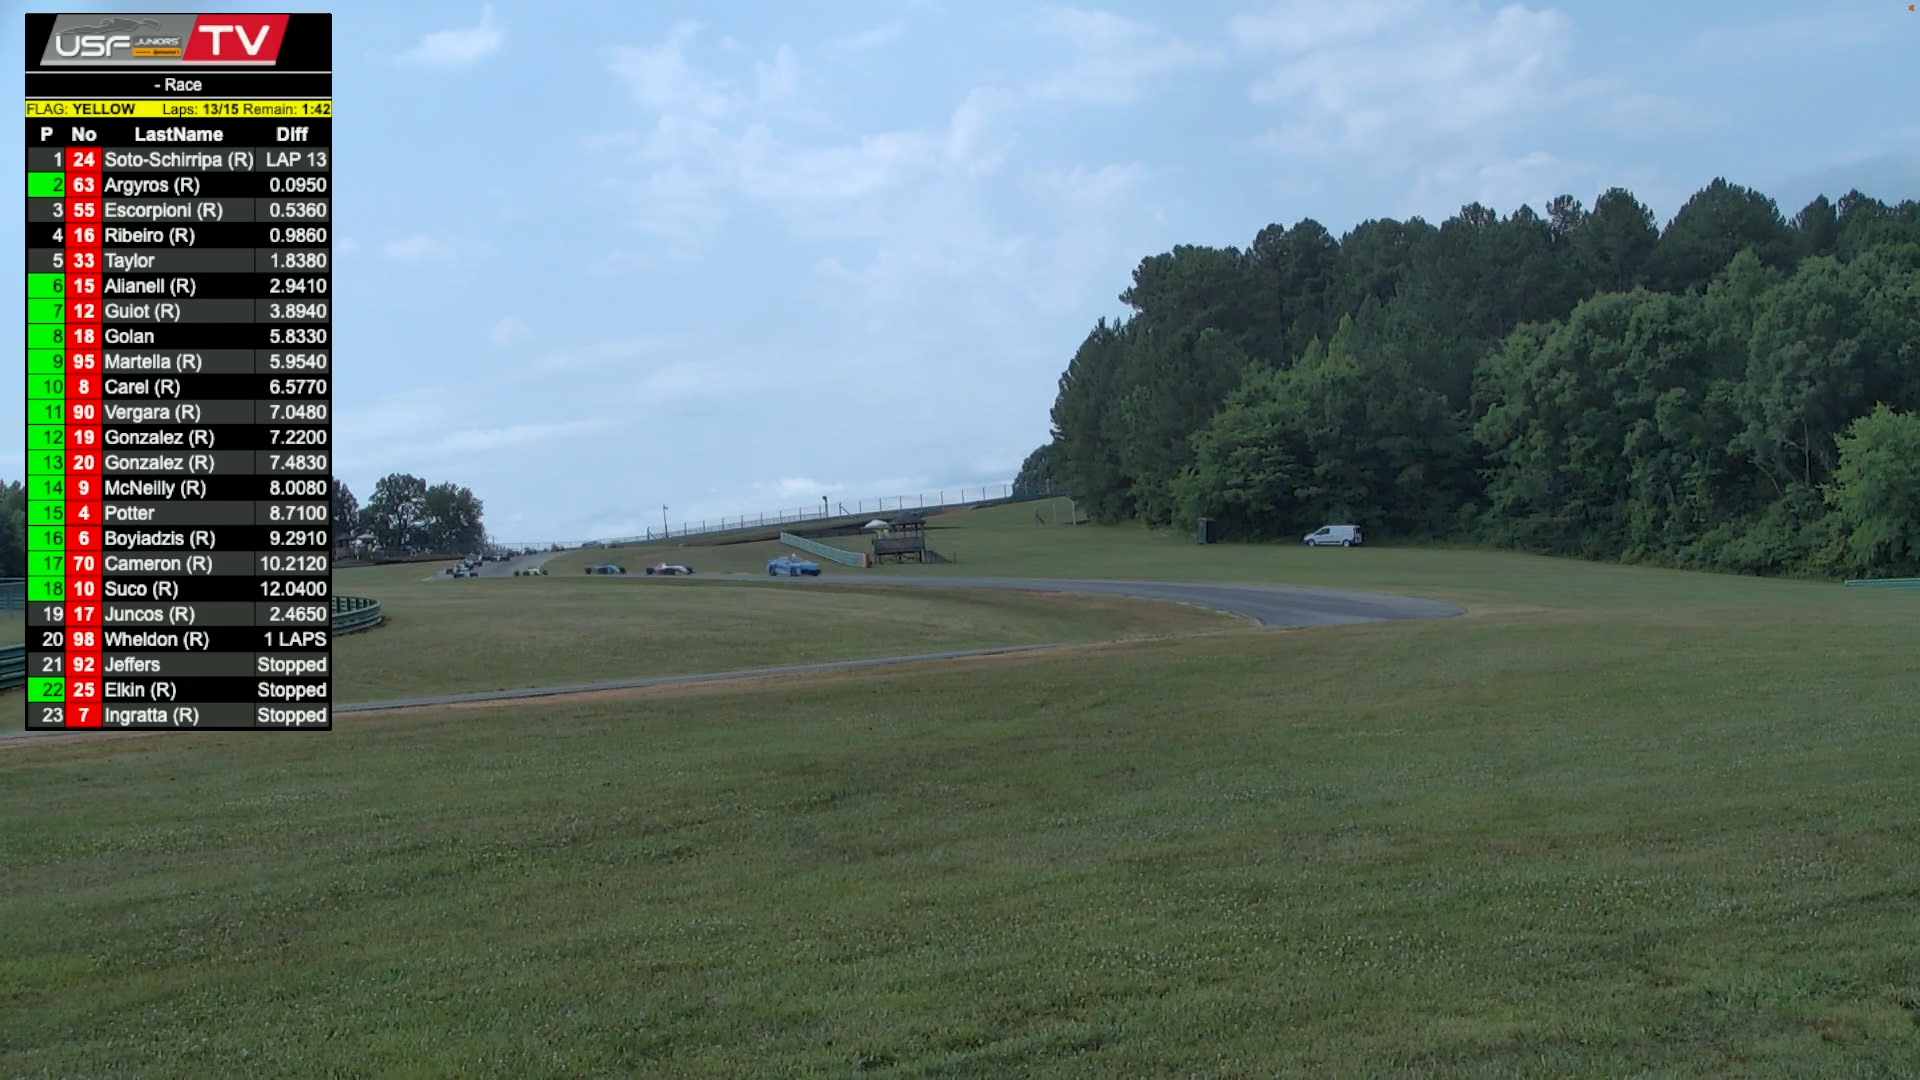 USF JUNIORS TV
- Race
FLAG: YELLOW Laps: 13/15 Remain: 1:42
P No LastName Diff
1 24 Soto-Schirripa (R) LAP 13
2 63 Argyros (R) 0.0950
3 55 Escorpioni (R) 0.5360
4 16 Ribeiro (R) 0.9860
5 33 Taylor 1.8380
6 15 Alianell (R) 2.9410
7 12 Guiot (R) 3.8940
8 18 Golan 5.8330
9 95 Martella (R) 5.9540
10 8 Carel (R) 6.5770
11 90 Vergara (R) 7.0480
12 19 Gonzalez (R) 7.2200
13 20 Gonzalez (R) 7.4830
14 9 McNeilly (R) 8.0080
15 4 Potter 8.7100
16 6 Boyiadzis (R) 9.2910
17 70 Cameron (R) 10.2120
18 10 Suco (R) 12.0400
19 17 Juncos (R) 2.4650
20 98 Wheldon (R) 1 LAPS
21 92 Jeffers Stopped
22 25 Elkin (R) Stopped
23 7 Ingratta (R) Stopped